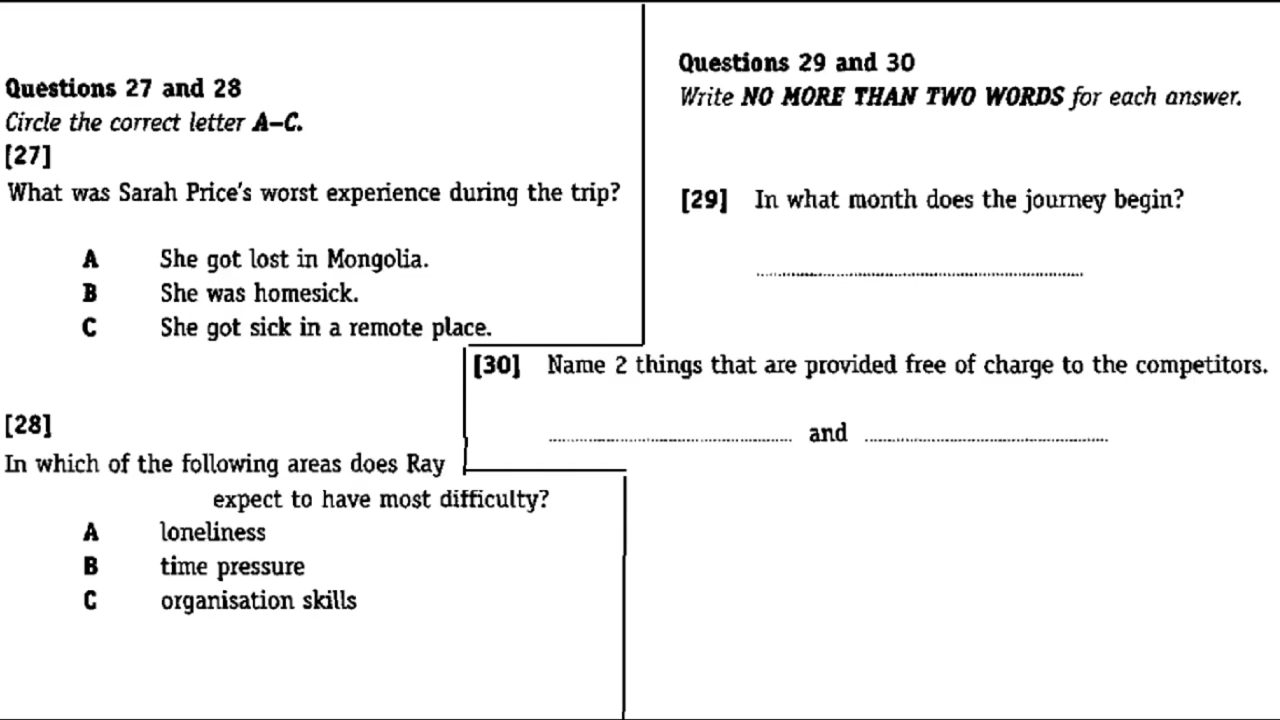 Questions 27 and 28
Circle the correct letter A–C.
[27]
What was Sarah Price's worst experience during the trip?
A She got lost in Mongolia.
B She was homesick.
C She got sick in a remote place.
[28]
In which of the following areas does Ray
expect to have most difficulty?
A loneliness
B time pressure
C organisation skills
Questions 29 and 30
Write NO MORE THAN TWO WORDS for each answer.
[29] In what month does the journey begin?
[30] Name 2 things that are provided free of charge to the competitors.
and